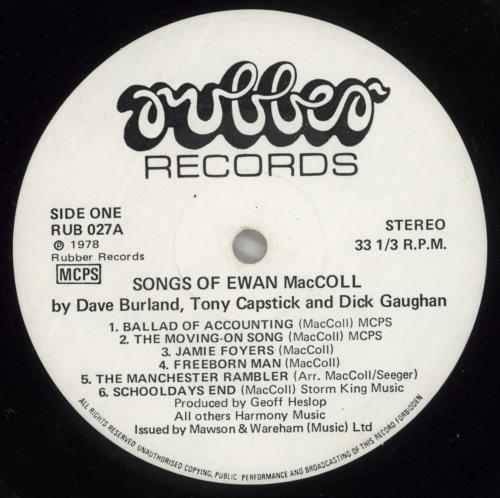 rubber
RECORDS
SIDE ONE
RUB 027A
℗ 1978
Rubber Records
MCPS
STEREO
33 1/3 R.P.M.
SONGS OF EWAN MacCOLL
by Dave Burland, Tony Capstick and Dick Gaughan
1. BALLAD OF ACCOUNTING (MacColl) MCPS
2. THE MOVING-ON SONG (MacColl) MCPS
3. JAMIE FOYERS (MacColl)
4. FREEBORN MAN (MacColl)
5. THE MANCHESTER RAMBLER (Arr. MacColl/Seeger)
6. SCHOOLDAYS END (MacColl) Storm King Music
Produced by Geoff Heslop
All others Harmony Music
Issued by Mawson & Wareham (Music) Ltd
ALL RIGHTS RESERVED UNAUTHORISED COPYING, PUBLIC PERFORMANCE AND BROADCASTING OF THIS RECORD FORBIDDEN